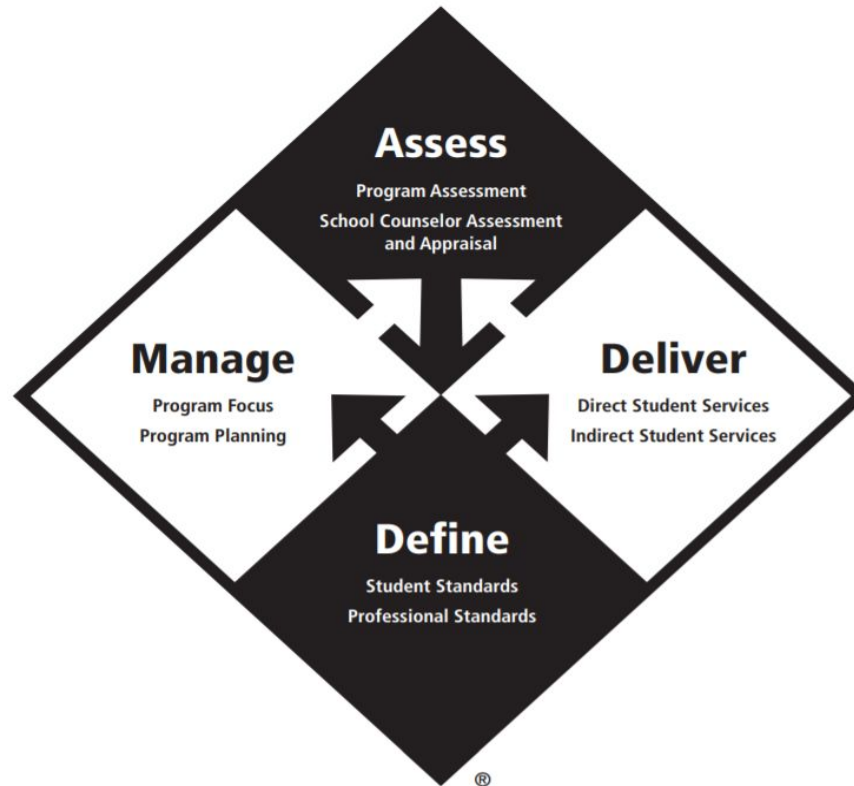 Assess
Program Assessment
School Counselor Assessment
and Appraisal
Manage
Program Focus
Program Planning
Deliver
Direct Student Services
Indirect Student Services
Define
Student Standards
Professional Standards
®